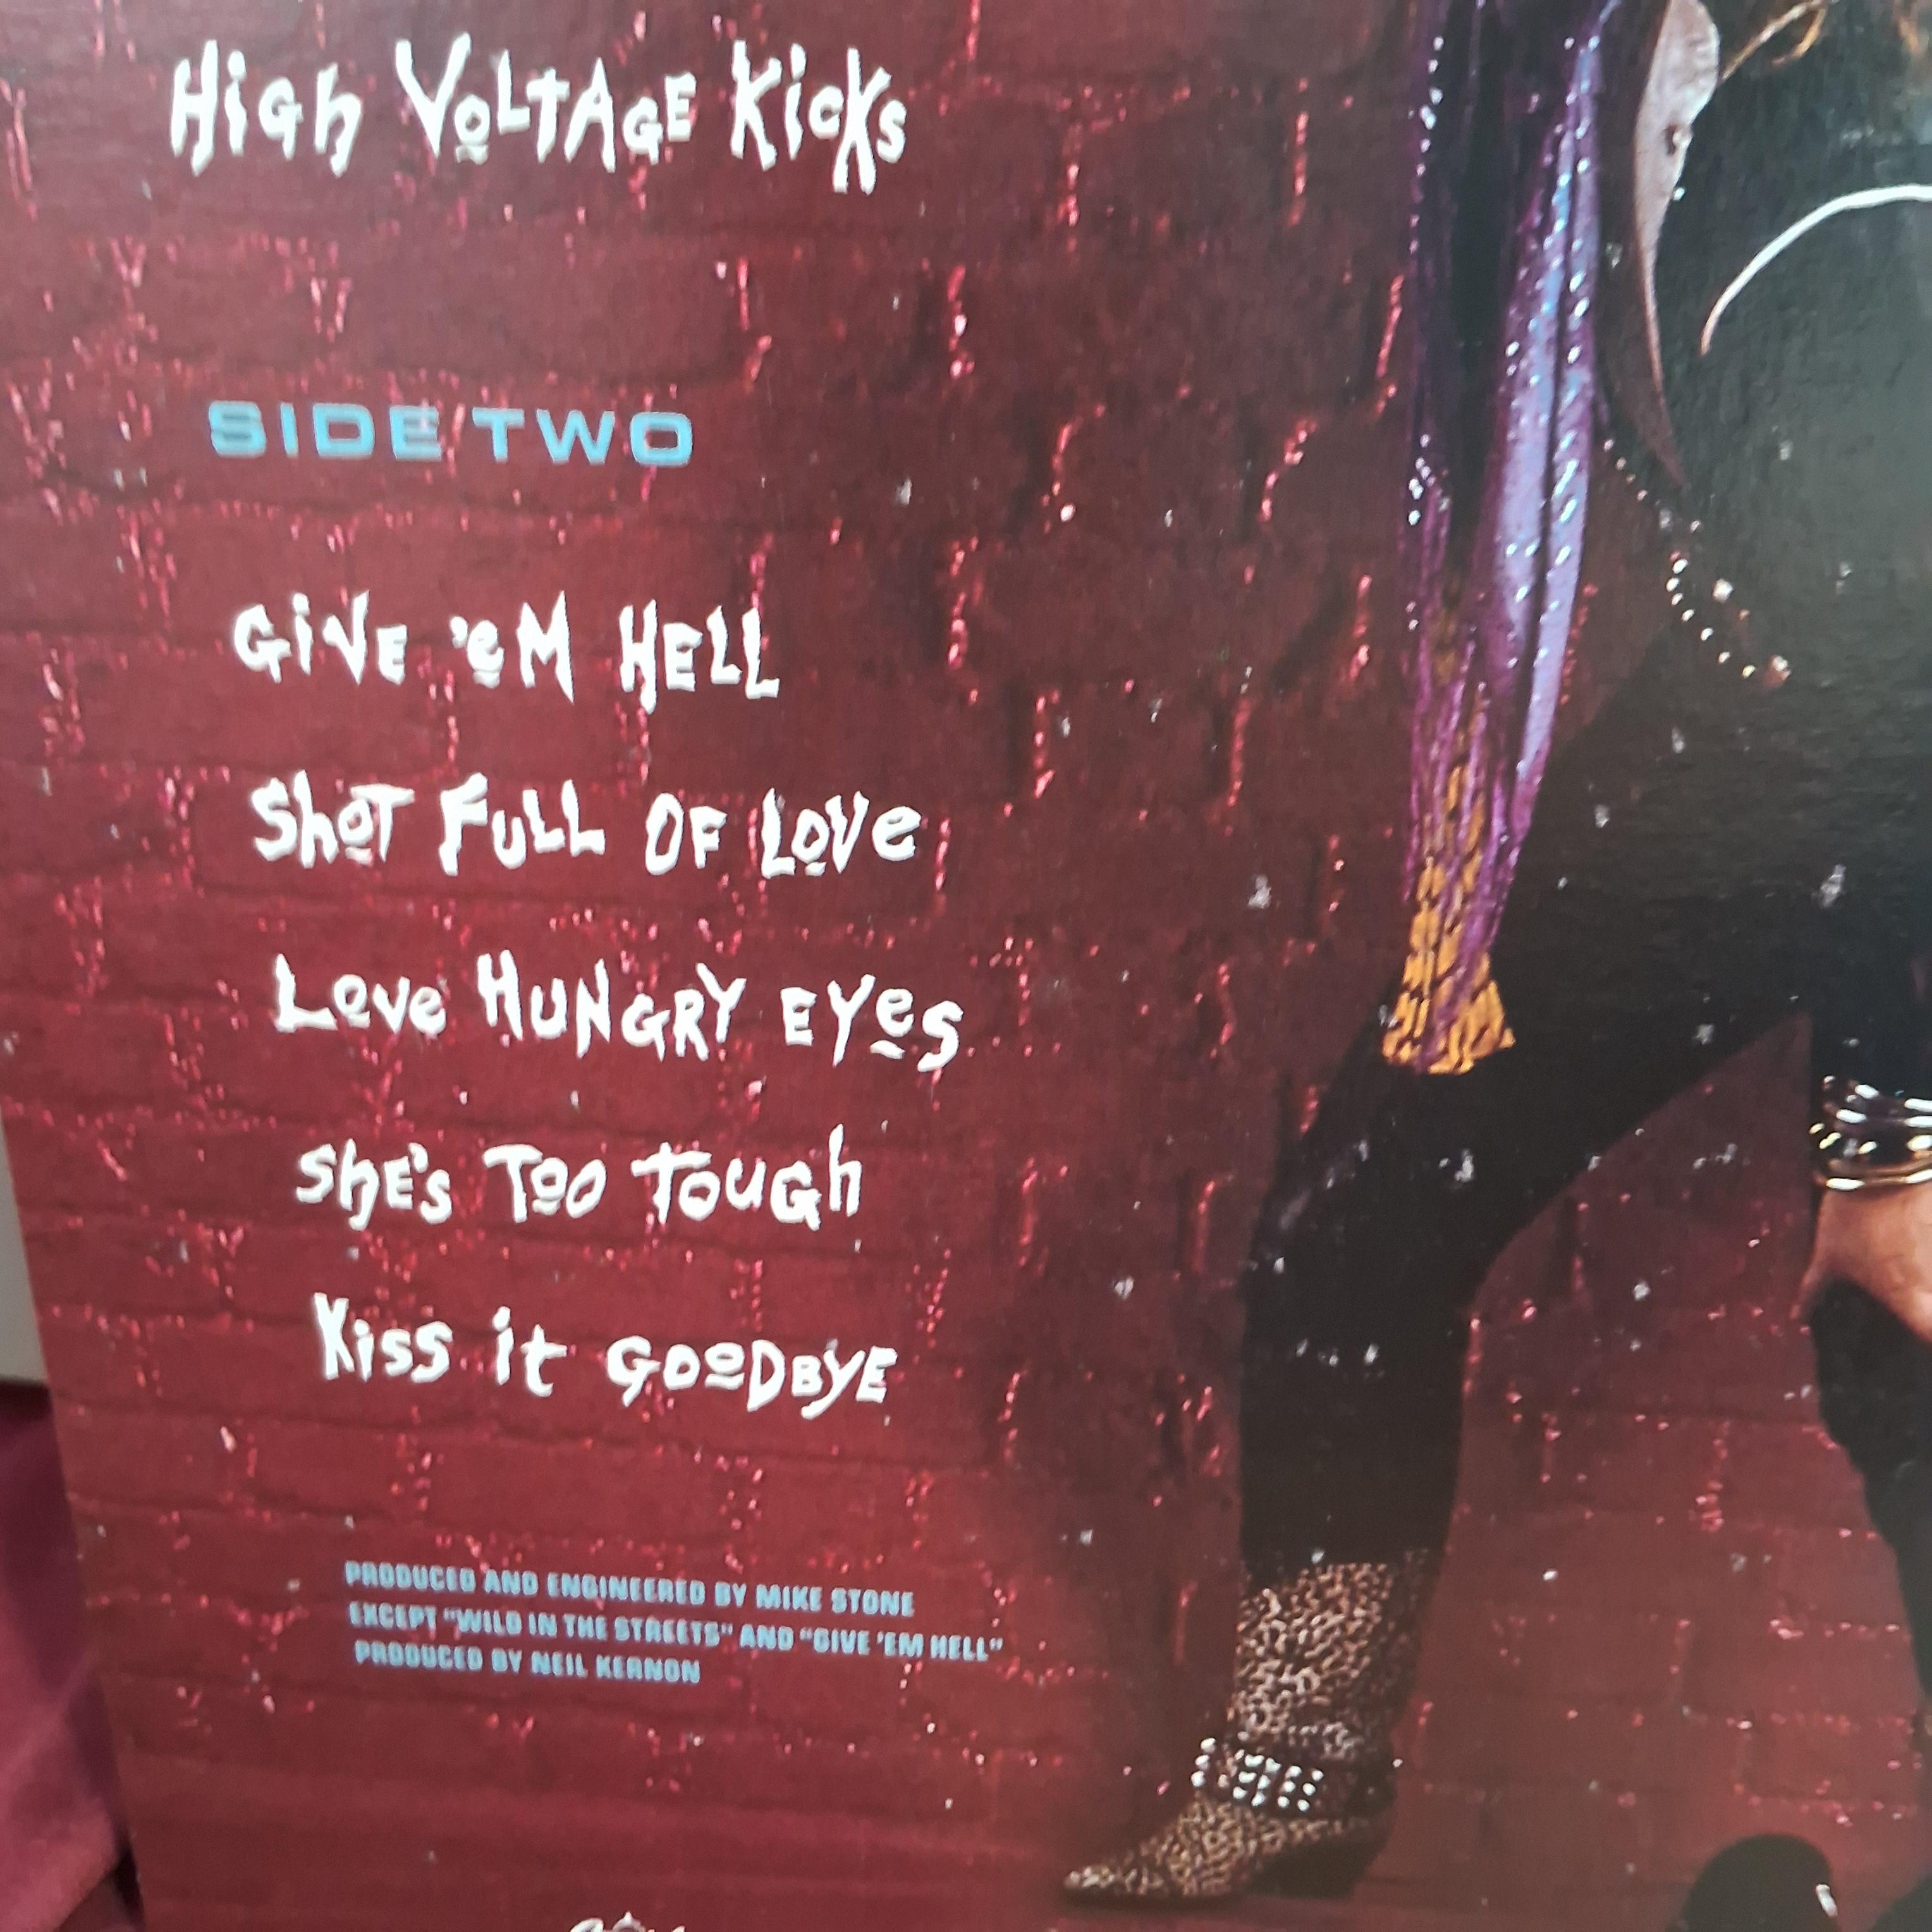 High Voltage Kicks
SIDE TWO
Give 'em Hell
Shot Full of Love
Love Hungry Eyes
She's Too Tough
Kiss it Goodbye
PRODUCED AND ENGINEERED BY MIKE STONE
EXCEPT "WILD IN THE STREETS" AND "GIVE 'EM HELL"
PRODUCED BY NEIL KERNON